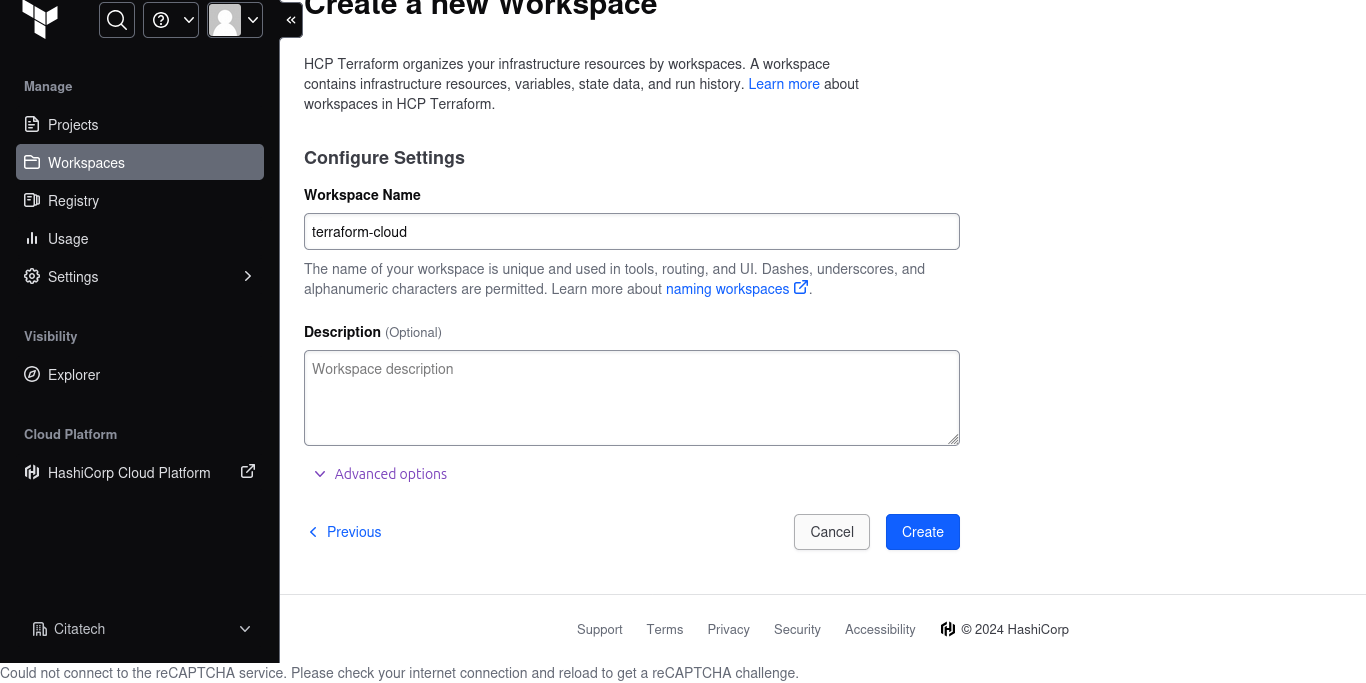 Create a new Workspace
HCP Terraform organizes your infrastructure resources by workspaces. A workspace
contains infrastructure resources, variables, state data, and run history. Learn more about
workspaces in HCP Terraform.
Manage
Projects
Workspaces
Registry
Usage
Settings
Visibility
Explorer
Cloud Platform
HashiCorp Cloud Platform
Citatech
Configure Settings
Workspace Name
terraform-cloud
The name of your workspace is unique and used in tools, routing, and UI. Dashes, underscores, and
alphanumeric characters are permitted. Learn more about naming workspaces.
Description (Optional)
Workspace description
Advanced options
Previous
Cancel
Create
Support
Terms
Privacy
Security
Accessibility
© 2024 HashiCorp
Could not connect to the reCAPTCHA service. Please check your internet connection and reload to get a reCAPTCHA challenge.